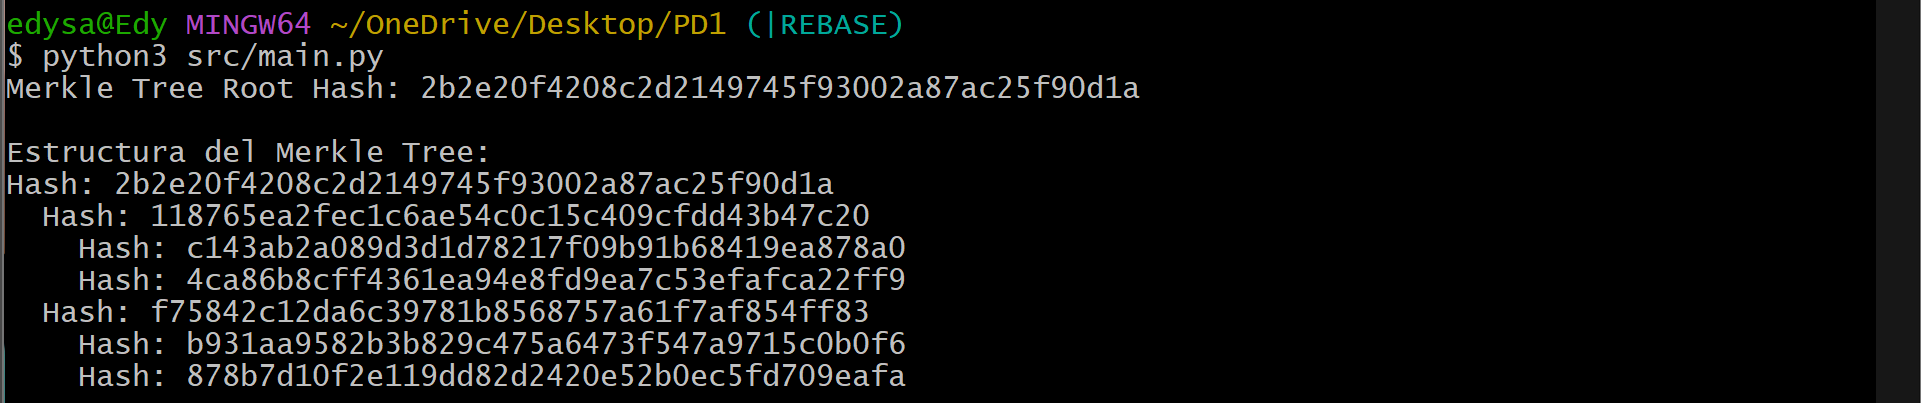 edysa@Edy MINGW64 ~/OneDrive/Desktop/PD1 (|REBASE)
$ python3 src/main.py
Merkle Tree Root Hash: 2b2e20f4208c2d2149745f93002a87ac25f90d1a

Estructura del Merkle Tree:
Hash: 2b2e20f4208c2d2149745f93002a87ac25f90d1a
  Hash: 118765ea2fec1c6ae54c0c15c409cfdd43b47c20
    Hash: c143ab2a089d3d1d78217f09b91b68419ea878a0
    Hash: 4ca86b8cff4361ea94e8fd9ea7c53efafca22ff9
  Hash: f75842c12da6c39781b8568757a61f7af854ff83
    Hash: b931aa9582b3b829c475a6473f547a9715c0b0f6
    Hash: 878b7d10f2e119dd82d2420e52b0ec5fd709eafa